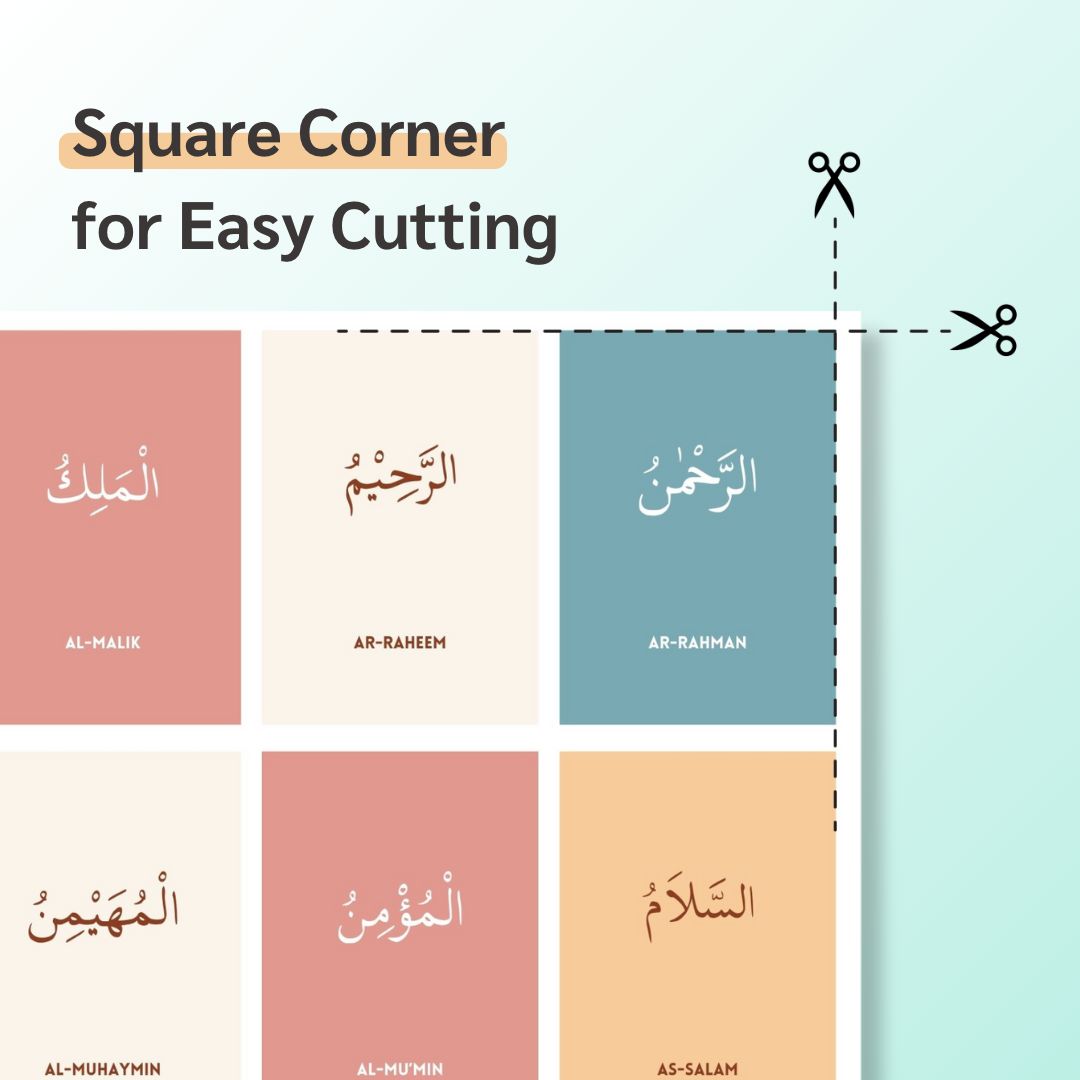 Square Corner
for Easy Cutting
الرَّحْمٰنُ
AR-RAHMAN
الرَّحِيْمُ
AR-RAHEEM
الْمَلِكُ
AL-MALIK
السَّلاَمُ
AS-SALAM
الْمُؤْمِنُ
AL-MU'MIN
الْمُهَيْمِنُ
AL-MUHAYMIN